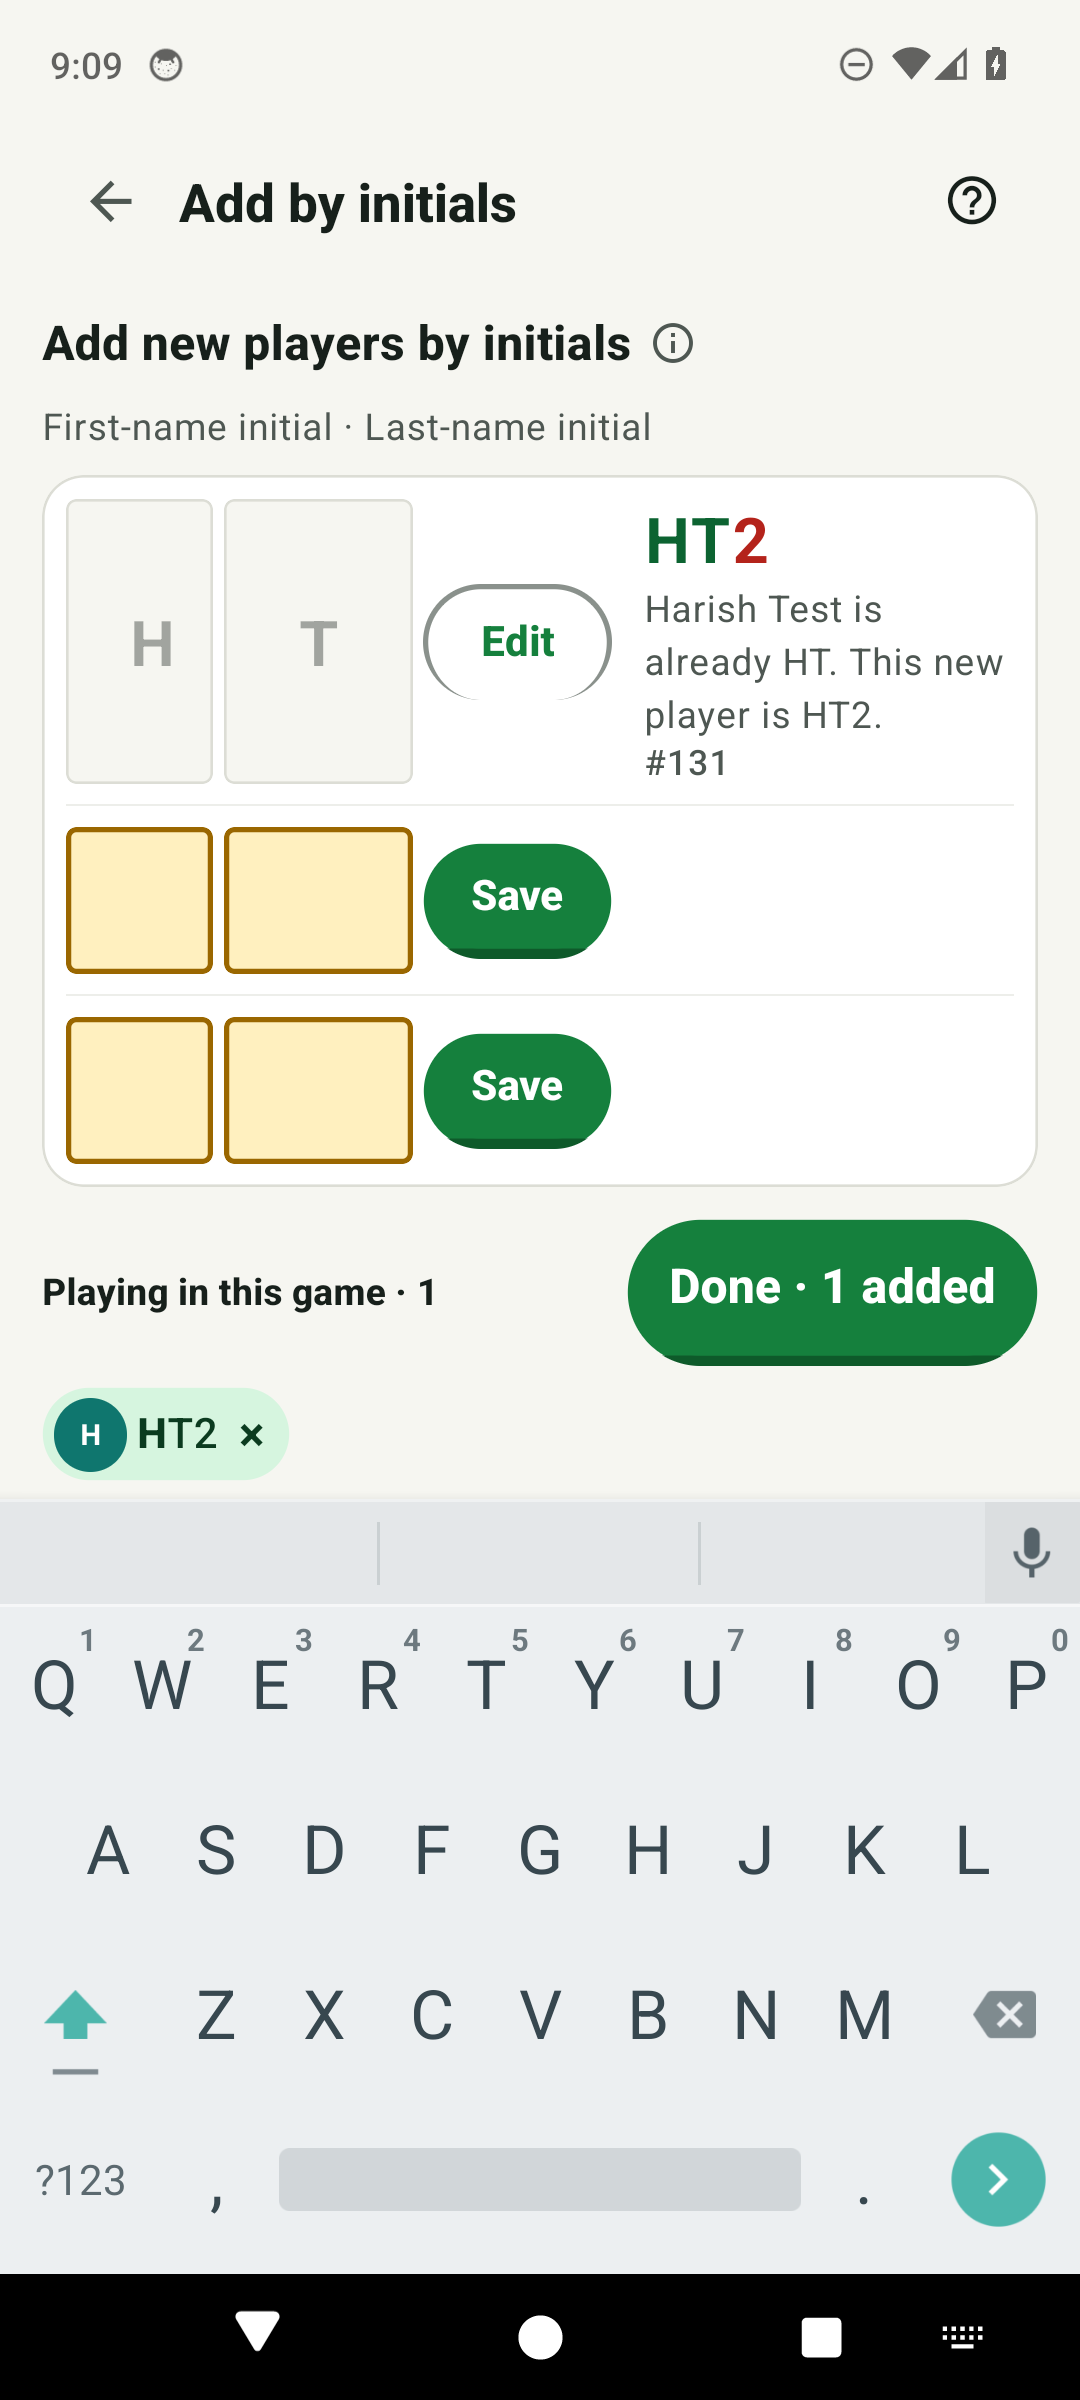 9:09
Add by initials
Add new players by initials
First-name initial · Last-name initial
H T Edit
HT2
Harish Test is
already HT. This new
player is HT2.
#131
Save
Save
Playing in this game · 1
Done · 1 added
H HT2 ×
1 2 3 4 5 6 7 8 9 0
Q W E R T Y U I O P
A S D F G H J K L
Z X C V B N M
?123 , .